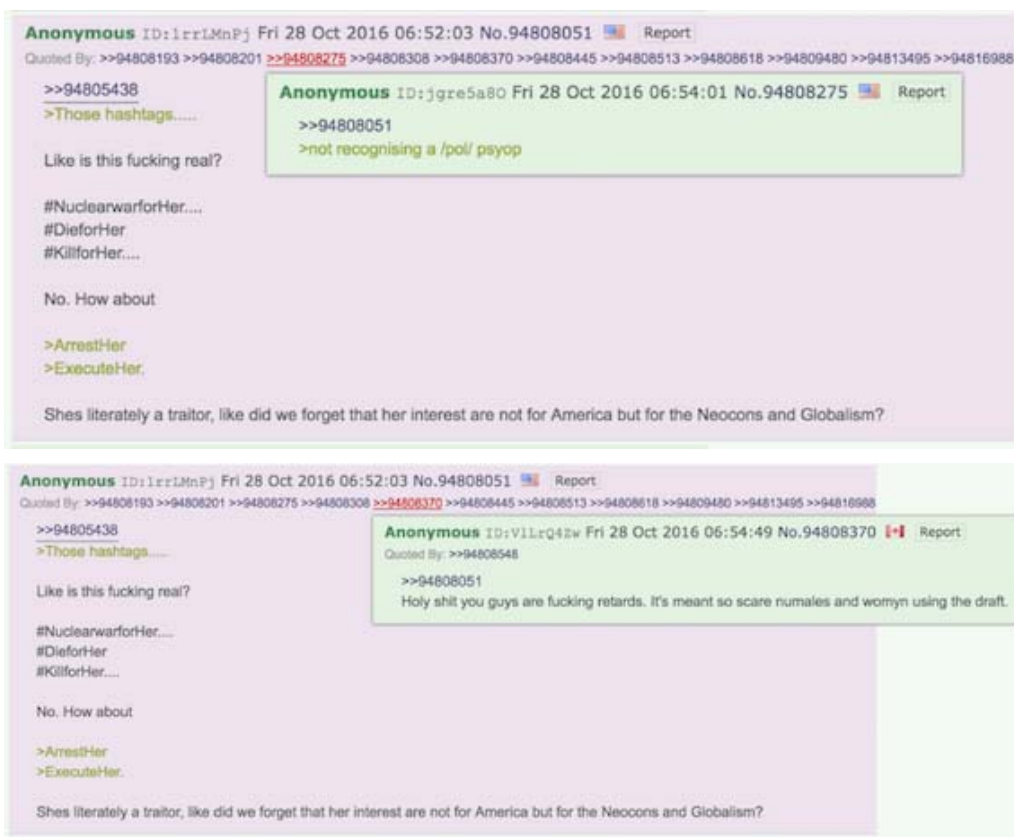 Anonymous ID:lrrLMnPj Fri 28 Oct 2016 06:52:03 No.94808051 Report
Quoted By: >>94808193 >>94808201 >>94808275 >>94808308 >>94808370 >>94808445 >>94808513 >>94808618 >>94809480 >>94813495 >>94816988
>>94805438
>Those hashtags.....
Anonymous ID:jgre5a8O Fri 28 Oct 2016 06:54:01 No.94808275 Report
>>94808051
>not recognising a /pol/ psyop
Like is this fucking real?
#NuclearwarforHer....
#DieforHer
#KillforHer....
No. How about
>ArrestHer
>ExecuteHer.
Shes literately a traitor, like did we forget that her interest are not for America but for the Neocons and Globalism?
Anonymous ID:lrrLMnPj Fri 28 Oct 2016 06:52:03 No.94808051 Report
Quoted By: >>94808193 >>94808201 >>94808275 >>94808308 >>94808370 >>94808445 >>94808513 >>94808618 >>94809480 >>94813495 >>94816988
>>94805438
>Those hashtags.....
Anonymous ID:VlLrQ4Zw Fri 28 Oct 2016 06:54:49 No.94808370 Report
Quoted By: >>94808548
>>94808051
Holy shit you guys are fucking retards. It's meant so scare numales and womyn using the draft.
Like is this fucking real?
#NuclearwarforHer....
#DieforHer
#KillforHer....
No. How about
>ArrestHer
>ExecuteHer.
Shes literately a traitor, like did we forget that her interest are not for America but for the Neocons and Globalism?